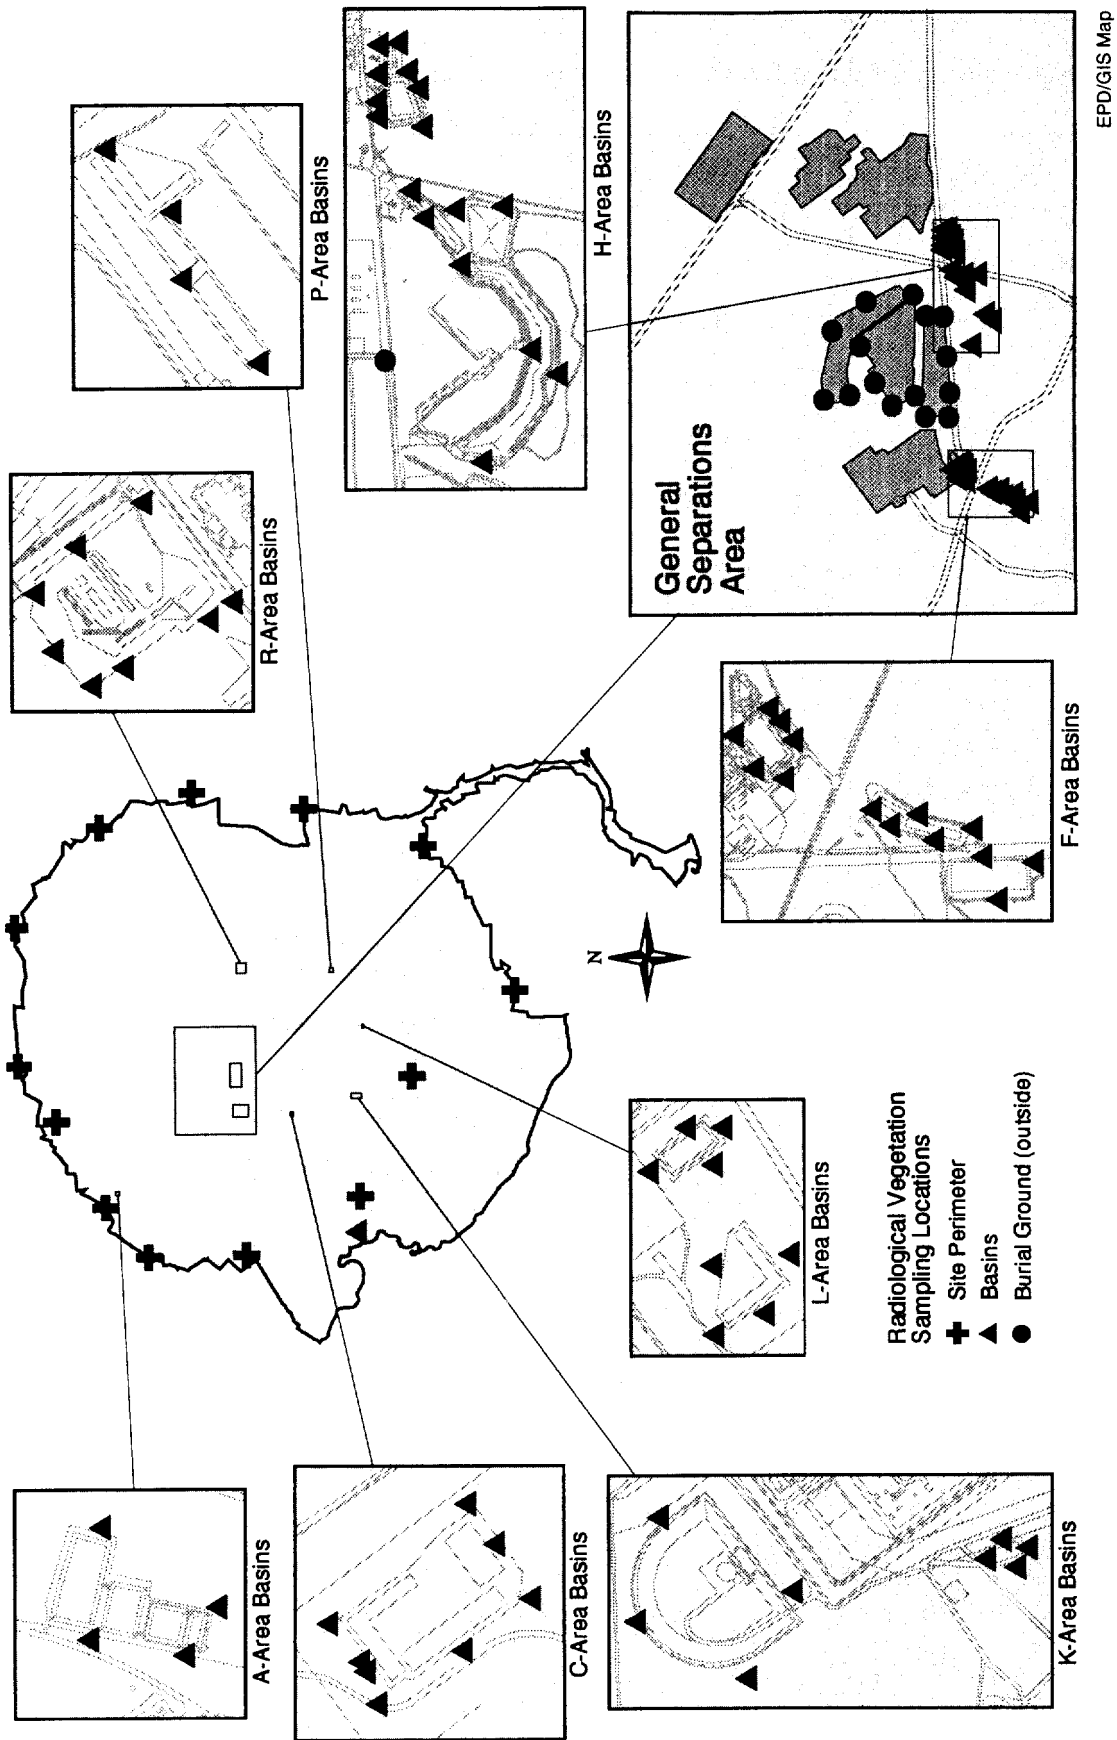 A-Area Basins
C-Area Basins
K-Area Basins
R-Area Basins
P-Area Basins
H-Area Basins
General
Separations
Area
F-Area Basins
L-Area Basins
N
Radiological Vegetation
Sampling Locations
Site Perimeter
Basins
Burial Ground (outside)
EPD/GIS Map